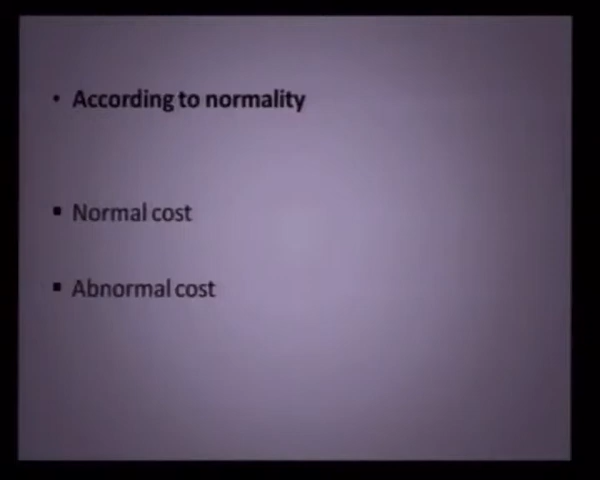 • According to normality
▪ Normal cost
▪ Abnormal cost